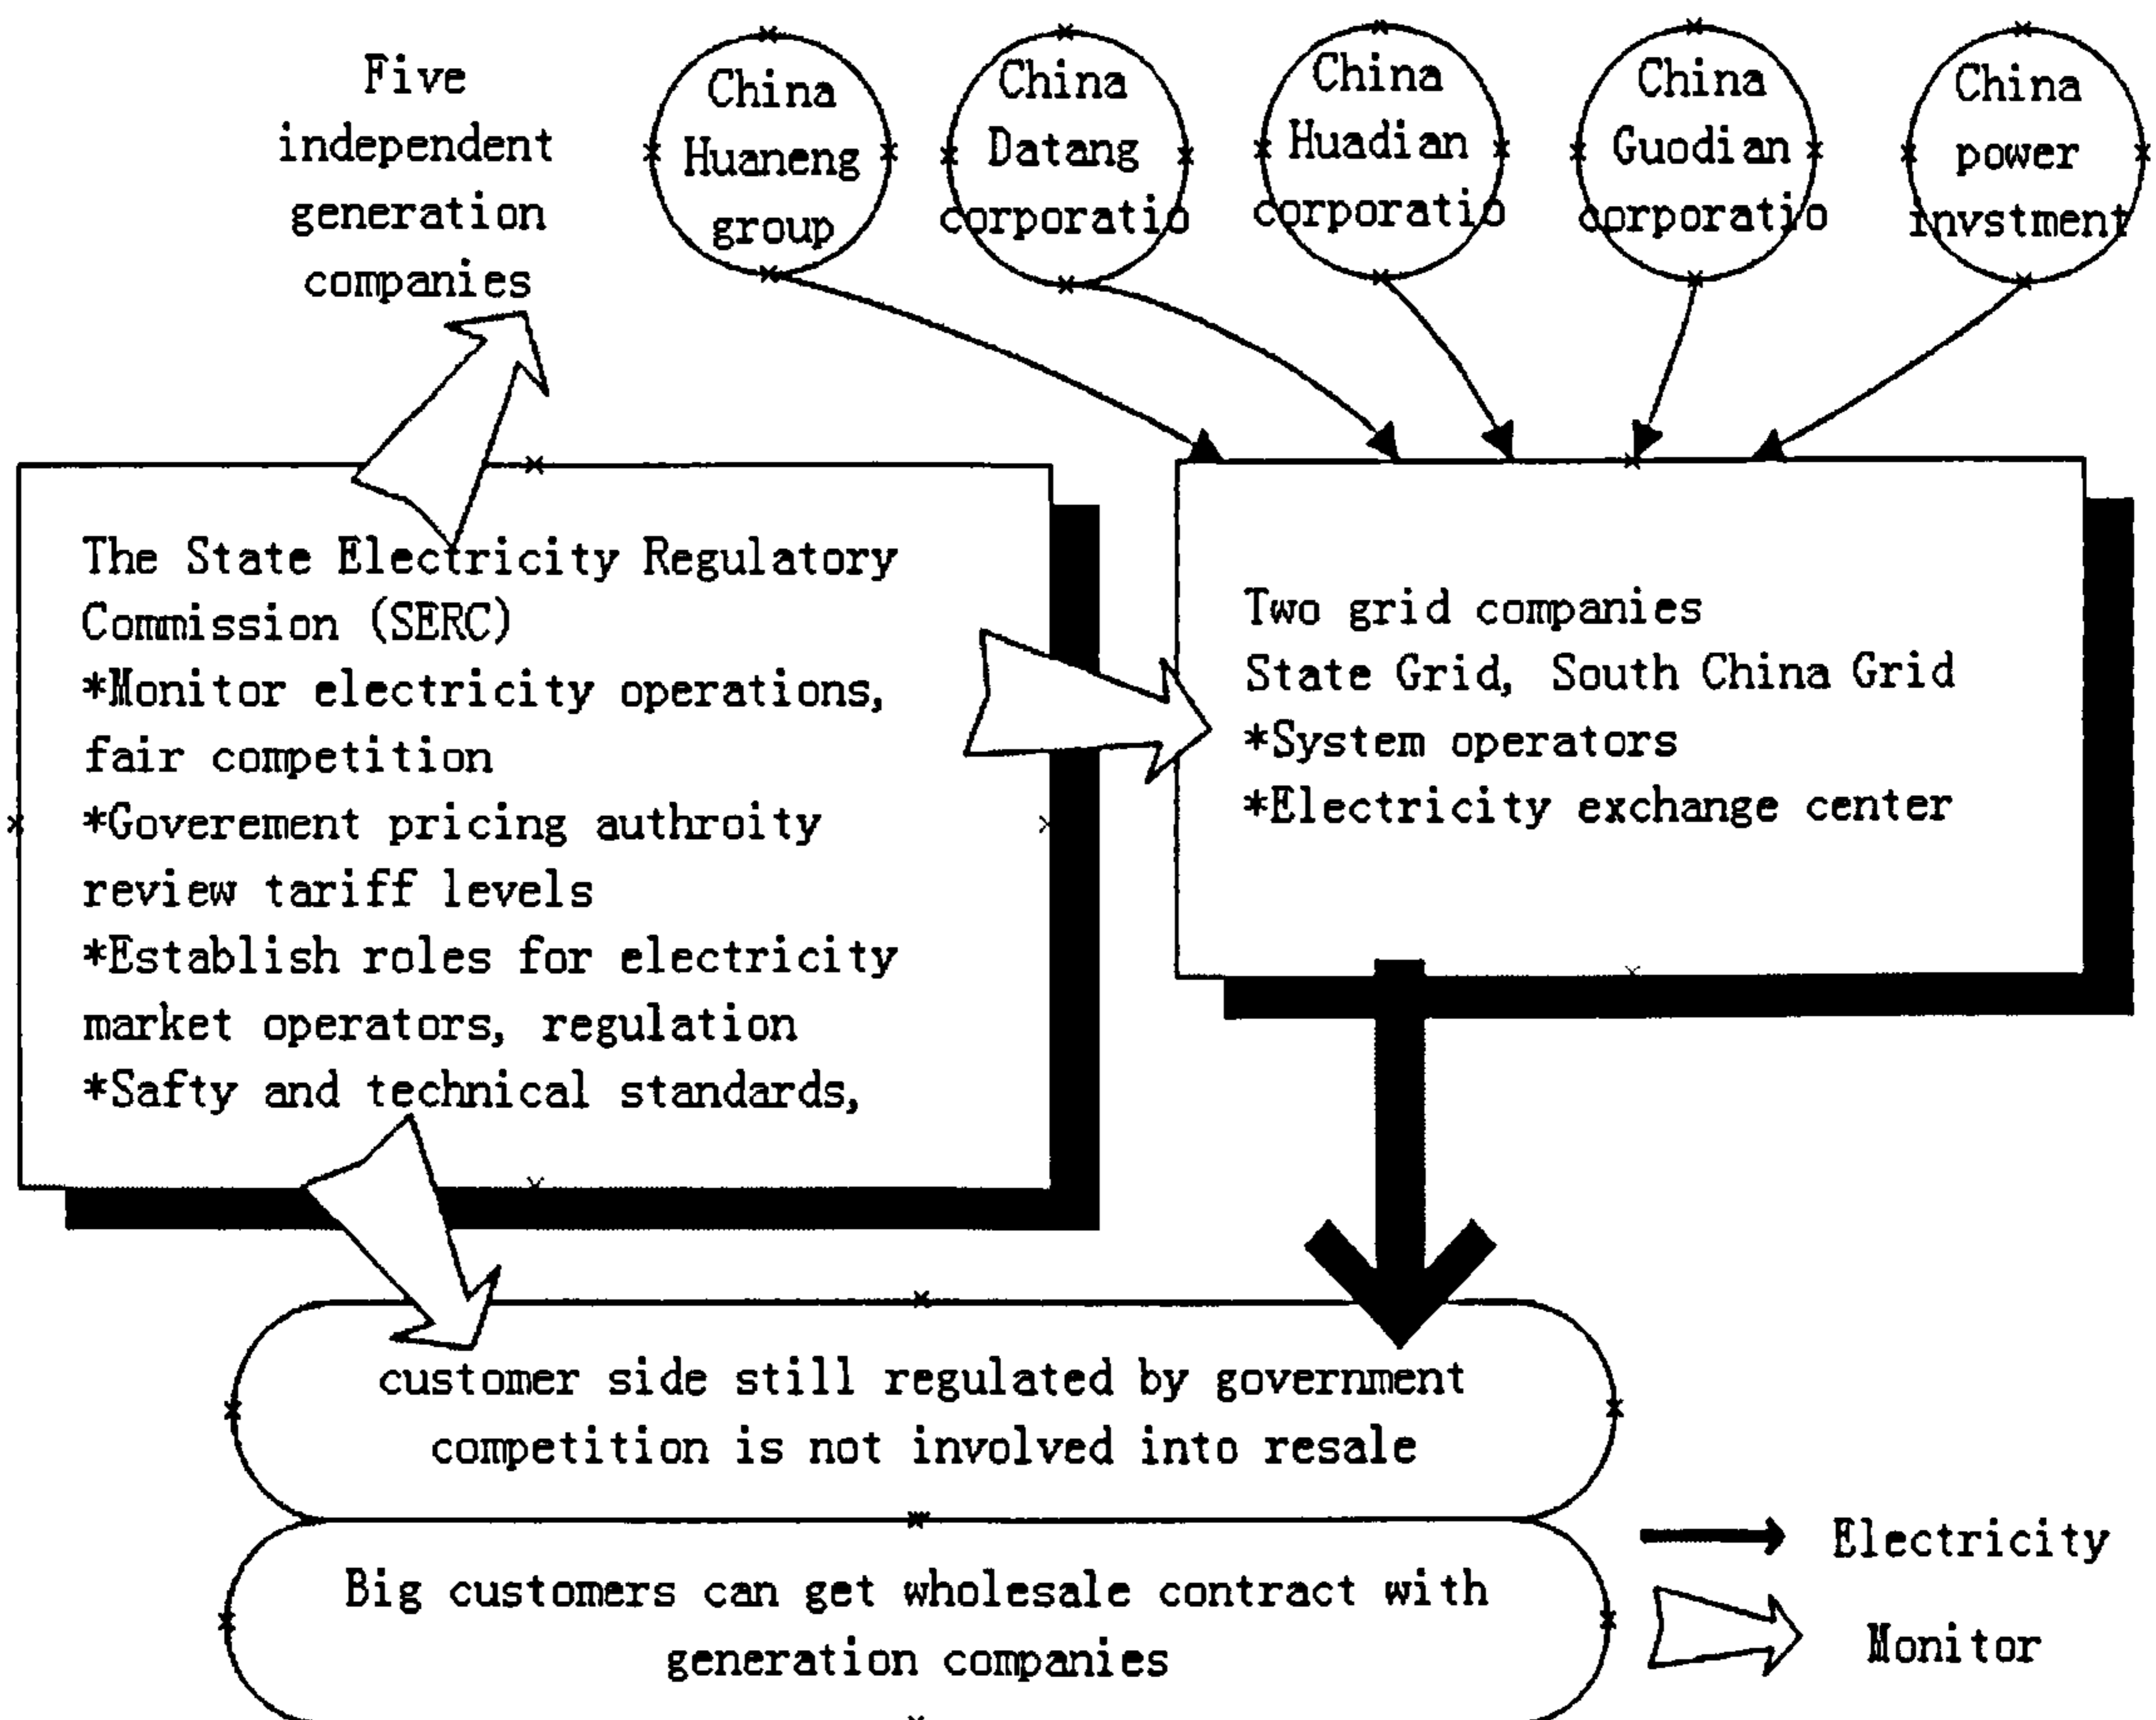 Five
independent
generation
companies
China
Huaneng
group
China
Datang
corporatio
China
Huadian
corporatio
China
Guodian
corporatio
China
power
invstment
The State Electricity Regulatory
Commission (SERC)
*Monitor electricity operations,
fair competition
*Goverement pricing authroity
review tariff levels
*Establish roles for electricity
market operators, regulation
*Safty and technical standards,
Two grid companies
State Grid, South China Grid
*System operators
*Electricity exchange center
customer side still regulated by government
competition is not involved into resale
Big customers can get wholesale contract with
generation companies
Electricity
Monitor